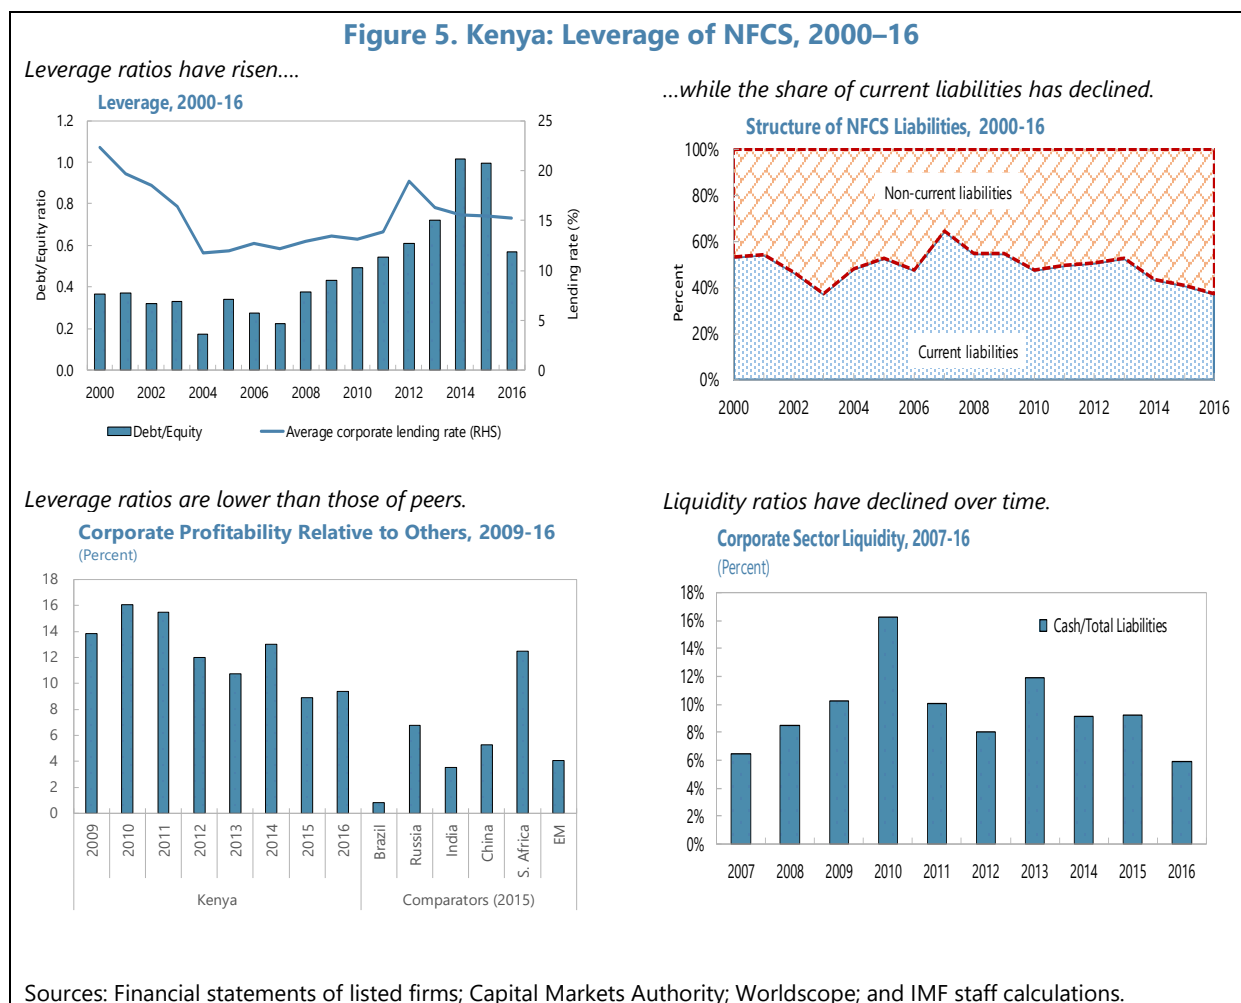 Figure 5. Kenya: Leverage of NFCS, 2000–16
Leverage ratios have risen....
Leverage, 2000-16
1.2
1.0
0.8
0.6
0.4
0.2
0.0
Debt/Equity ratio
25
20
15
10
5
0
Lending rate (%)
2000 2002 2004 2006 2008 2010 2012 2014 2016
Debt/Equity Average corporate lending rate (RHS)
...while the share of current liabilities has declined.
Structure of NFCS Liabilities, 2000-16
100%
80%
60%
40%
20%
0%
Percent
Non-current liabilities
Current liabilities
2000 2002 2004 2006 2008 2010 2012 2014 2016
Leverage ratios are lower than those of peers.
Corporate Profitability Relative to Others, 2009-16
(Percent)
18
16
14
12
10
8
6
4
2
0
2009 2010 2011 2012 2013 2014 2015 2016 Brazil Russia India China S. Africa EM
Kenya Comparators (2015)
Liquidity ratios have declined over time.
Corporate Sector Liquidity, 2007-16
(Percent)
18%
16%
14%
12%
10%
8%
6%
4%
2%
0%
Cash/Total Liabilities
2007 2008 2009 2010 2011 2012 2013 2014 2015 2016
Sources: Financial statements of listed firms; Capital Markets Authority; Worldscope; and IMF staff calculations.